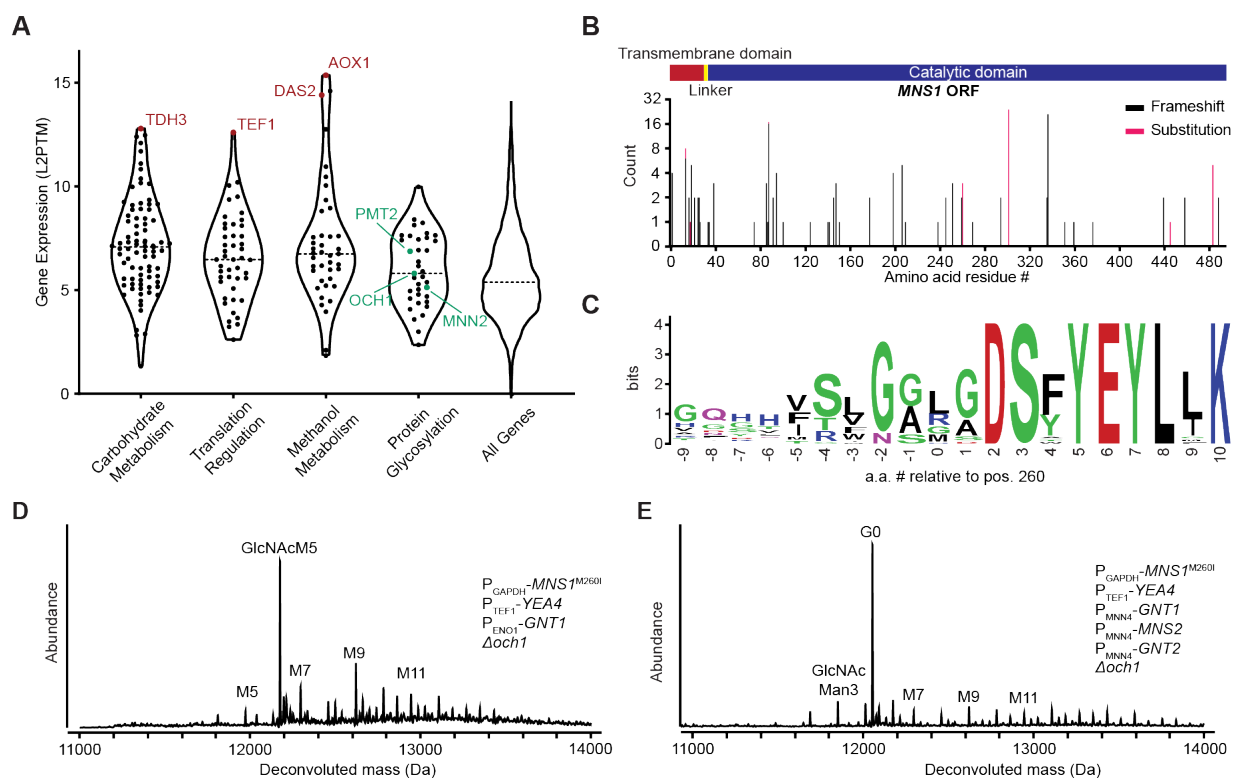 A
Gene Expression (L2PTM)
15
10
5
0
TDH3
TEF1
AOX1
DAS2
PMT2
OCH1
MNN2
Carbohydrate
Metabolism
Translation
Regulation
Methanol
Metabolism
Protein
Glycosylation
All Genes
B
Transmembrane domain
Catalytic domain
Linker
MNS1 ORF
Frameshift
Substitution
Count
32
16
8
4
2
1
0
0 40 80 120 160 200 240 280 320 360 400 440 480
Amino acid residue #
C
bits
4
3
2
1
0
-9 -8 -7 -6 -5 -4 -3 -2 -1 0 1 2 3 4 5 6 7 8 9 10
a.a. # relative to pos. 260
D
Abundance
GlcNAcM5
M5
M7
M9
M11
PGAPDH-MNS1M260I
PTEF1-YEA4
PENO1-GNT1
Δoch1
11000 12000 13000 14000
Deconvoluted mass (Da)
E
Abundance
G0
GlcNAc
Man3
M7
M9
M11
PGAPDH-MNS1M260I
PTEF1-YEA4
PMNN4-GNT1
PMNN4-MNS2
PMNN4-GNT2
Δoch1
11000 12000 13000 14000
Deconvoluted mass (Da)